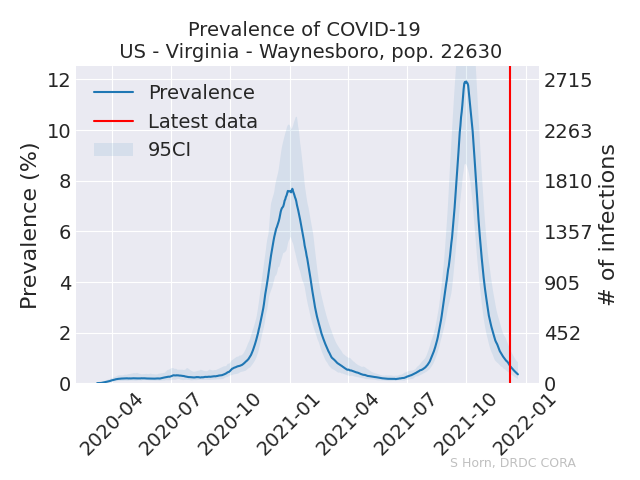 Prevalence of COVID-19
US - Virginia - Waynesboro, pop. 22630
Prevalence (%)
12
10
8
6
4
2
0
Prevalence
Latest data
95CI
2715
2263
1810
1357
905
452
0
# of infections
2020-04
2020-07
2020-10
2021-01
2021-04
2021-07
2021-10
2022-01
S Horn, DRDC CORA